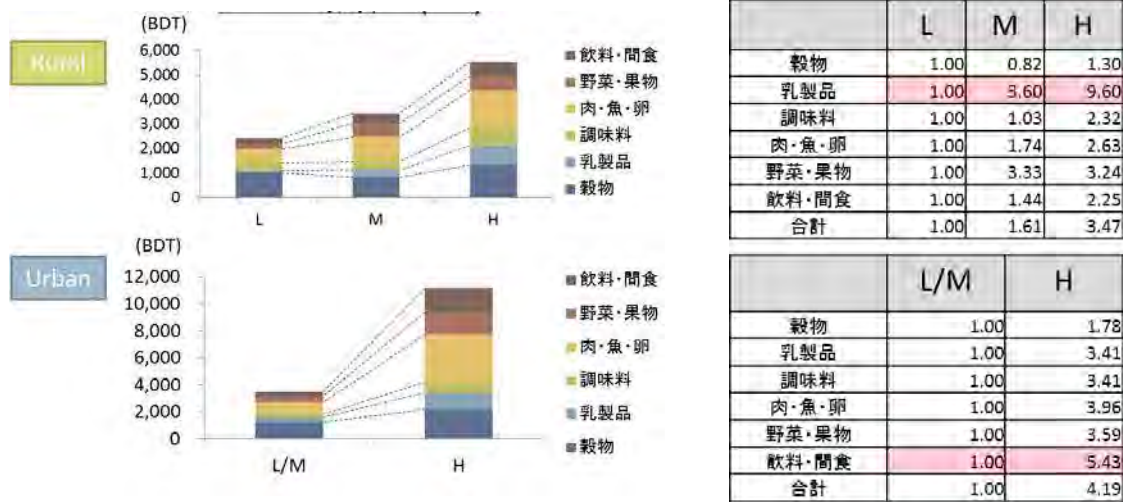 (BDT)
Rural
6,000
5,000
4,000
3,000
2,000
1,000
0
L M H
飲料・間食
野菜・果物
肉・魚・卵
調味料
乳製品
穀物
L M H
穀物 1.00 0.82 1.30
乳製品 1.00 3.60 9.60
調味料 1.00 1.03 2.32
肉・魚・卵 1.00 1.74 2.63
野菜・果物 1.00 3.33 3.24
飲料・間食 1.00 1.44 2.25
合計 1.00 1.61 3.47
(BDT)
Urban
12,000
10,000
8,000
6,000
4,000
2,000
0
L/M H
飲料・間食
野菜・果物
肉・魚・卵
調味料
乳製品
穀物
L/M H
穀物 1.00 1.78
乳製品 1.00 3.41
調味料 1.00 3.41
肉・魚・卵 1.00 3.96
野菜・果物 1.00 3.59
飲料・間食 1.00 5.43
合計 1.00 4.19